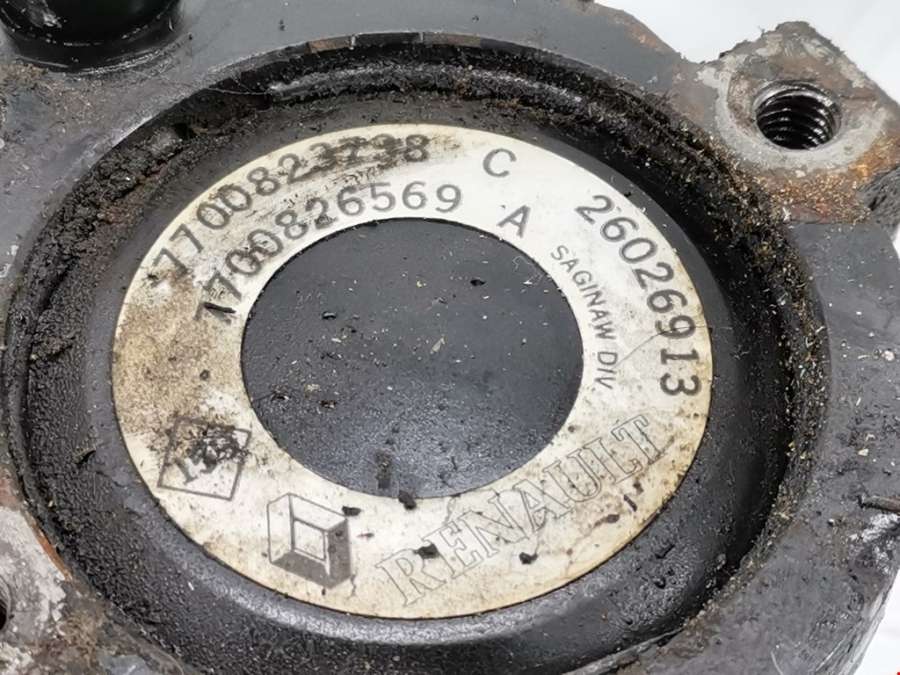 7700823738 C
7700826569 A
26026913
SAGINAW DIV.
RENAULT